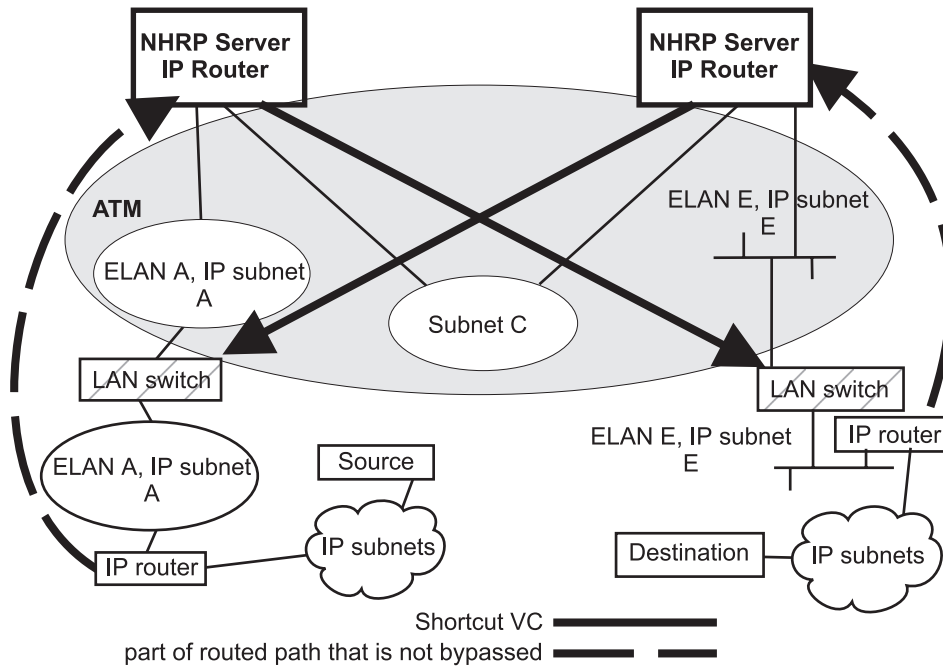 NHRP Server
IP Router
NHRP Server
IP Router
ATM
ELAN E, IP subnet
E
ELAN A, IP subnet
A
Subnet C
LAN switch
LAN switch
ELAN E, IP subnet
E
IP router
ELAN A, IP subnet
A
Source
IP subnets
IP router
Destination
IP subnets
Shortcut VC
part of routed path that is not bypassed